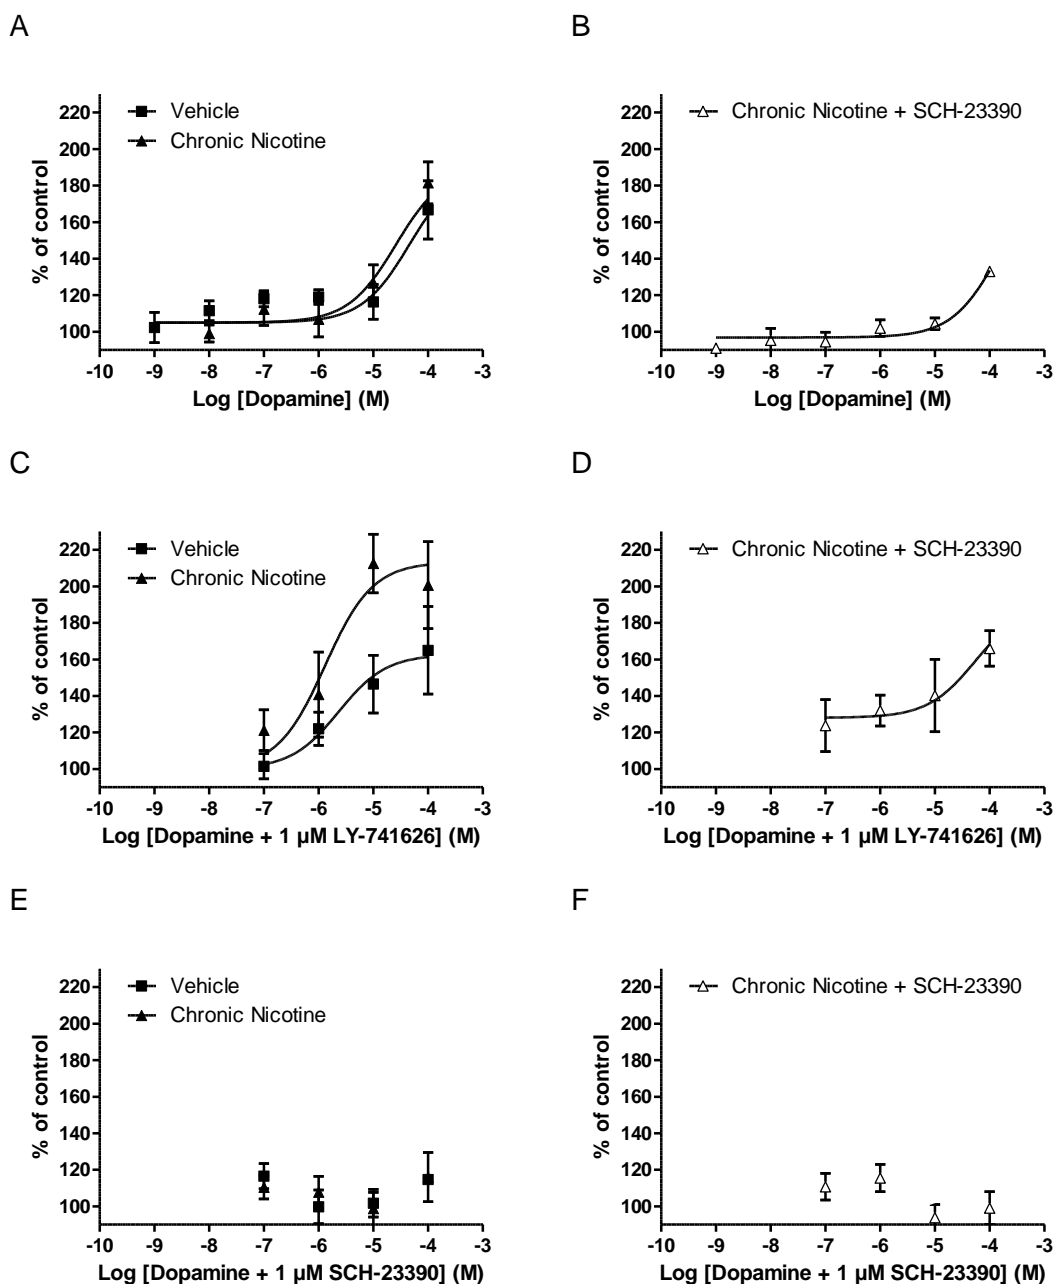 A
B
Vehicle
Chronic Nicotine
220
200
180
160
140
120
100
% of control
-10 -9 -8 -7 -6 -5 -4 -3
Log [Dopamine] (M)
Chronic Nicotine + SCH-23390
220
200
180
160
140
120
100
% of control
-10 -9 -8 -7 -6 -5 -4 -3
Log [Dopamine] (M)
C
D
Vehicle
Chronic Nicotine
220
200
180
160
140
120
100
% of control
-10 -9 -8 -7 -6 -5 -4 -3
Log [Dopamine + 1 µM LY-741626] (M)
Chronic Nicotine + SCH-23390
220
200
180
160
140
120
100
% of control
-10 -9 -8 -7 -6 -5 -4 -3
Log [Dopamine + 1 µM LY-741626] (M)
E
F
Vehicle
Chronic Nicotine
220
200
180
160
140
120
100
% of control
-10 -9 -8 -7 -6 -5 -4 -3
Log [Dopamine + 1 µM SCH-23390] (M)
Chronic Nicotine + SCH-23390
220
200
180
160
140
120
100
% of control
-10 -9 -8 -7 -6 -5 -4 -3
Log [Dopamine + 1 µM SCH-23390] (M)